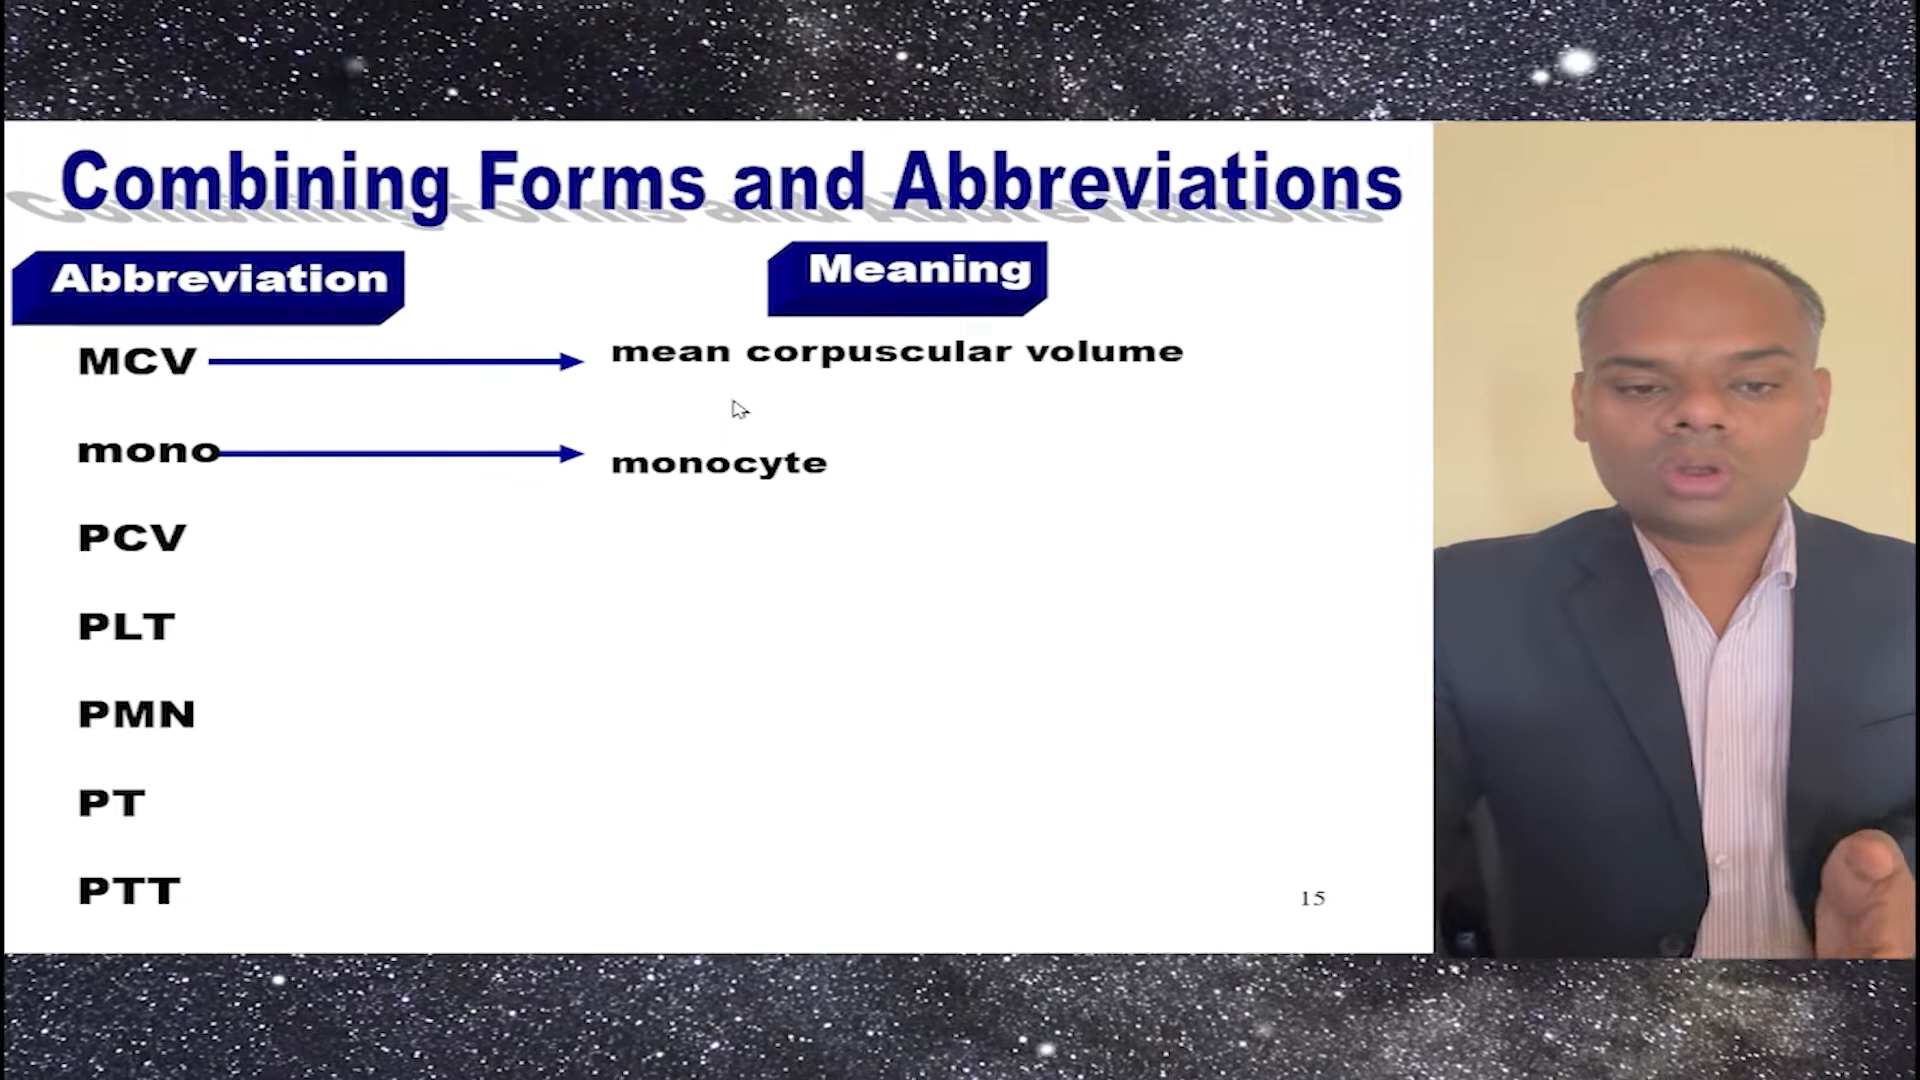 Combining Forms and Abbreviations
Abbreviation
Meaning
MCV
mean corpuscular volume
mono
monocyte
PCV
PLT
PMN
PT
PTT
15